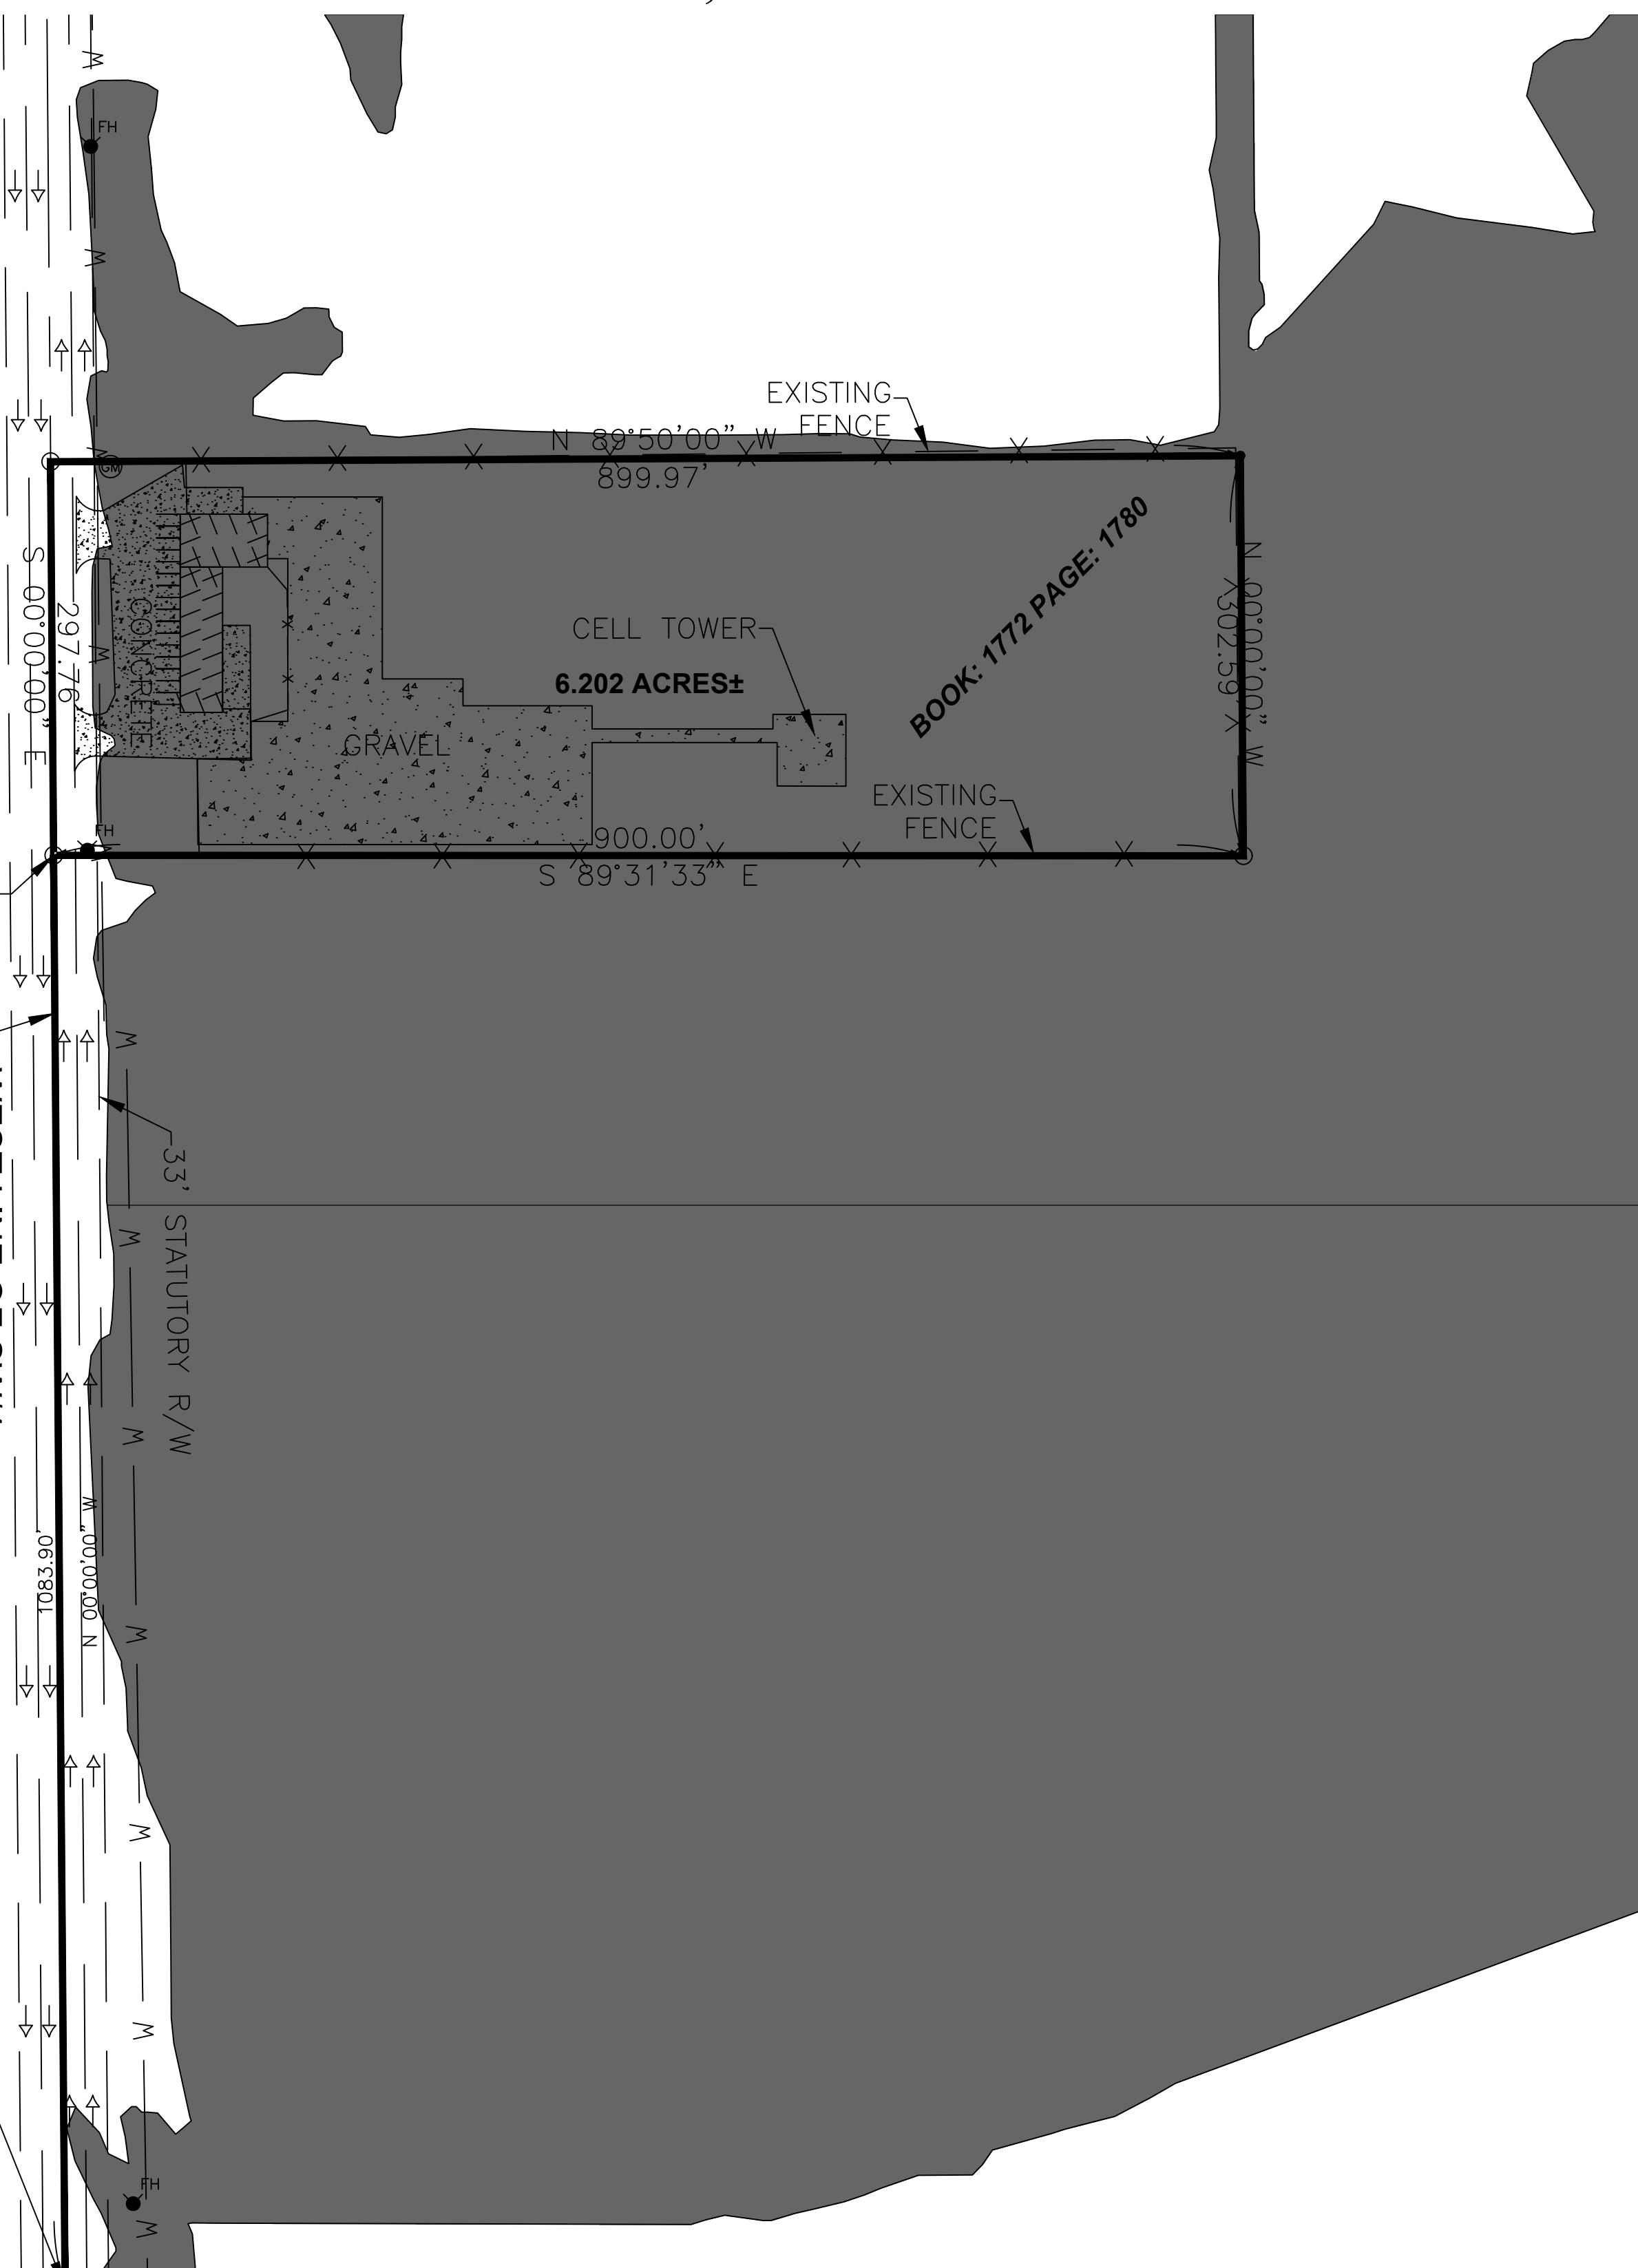 W
FH
W
EXISTING
FENCE
N 89°50'00" W
899.97'
W
GM
S 00°00'00" E
297.76
CONCRETE
W
GRAVEL
CELL TOWER
6.202 ACRES±
BOOK: 1772 PAGE: 1780
N 00°00'00" W
302.59'
EXISTING
FENCE
FH
W
900.00'
S 89°31'33" E
W
33' STATUTORY R/W
W
W
1083.90'
N 00°00'00" W
W
W
W
FH
W